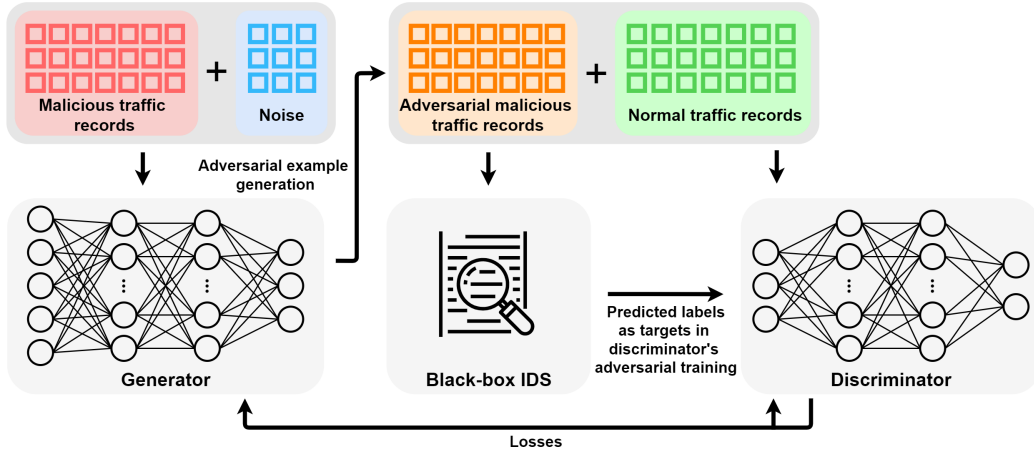 Malicious traffic
records
+
Noise
Adversarial malicious
traffic records
+
Normal traffic records
Adversarial example
generation
Generator
Black-box IDS
Predicted labels
as targets in
discriminator's
adversarial training
Discriminator
Losses